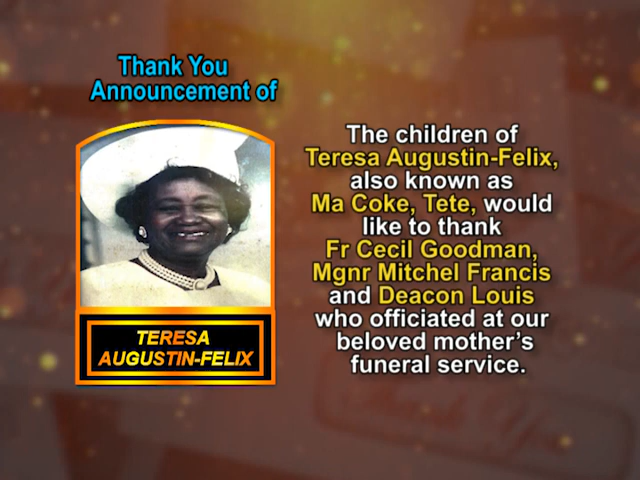 Thank You
Announcement of
TERESA
AUGUSTIN-FELIX
The children of
Teresa Augustin-Felix,
also known as
Ma Coke, Tete, would
like to thank
Fr Cecil Goodman,
Mgnr Mitchel Francis
and Deacon Louis
who officiated at our
beloved mother's
funeral service.